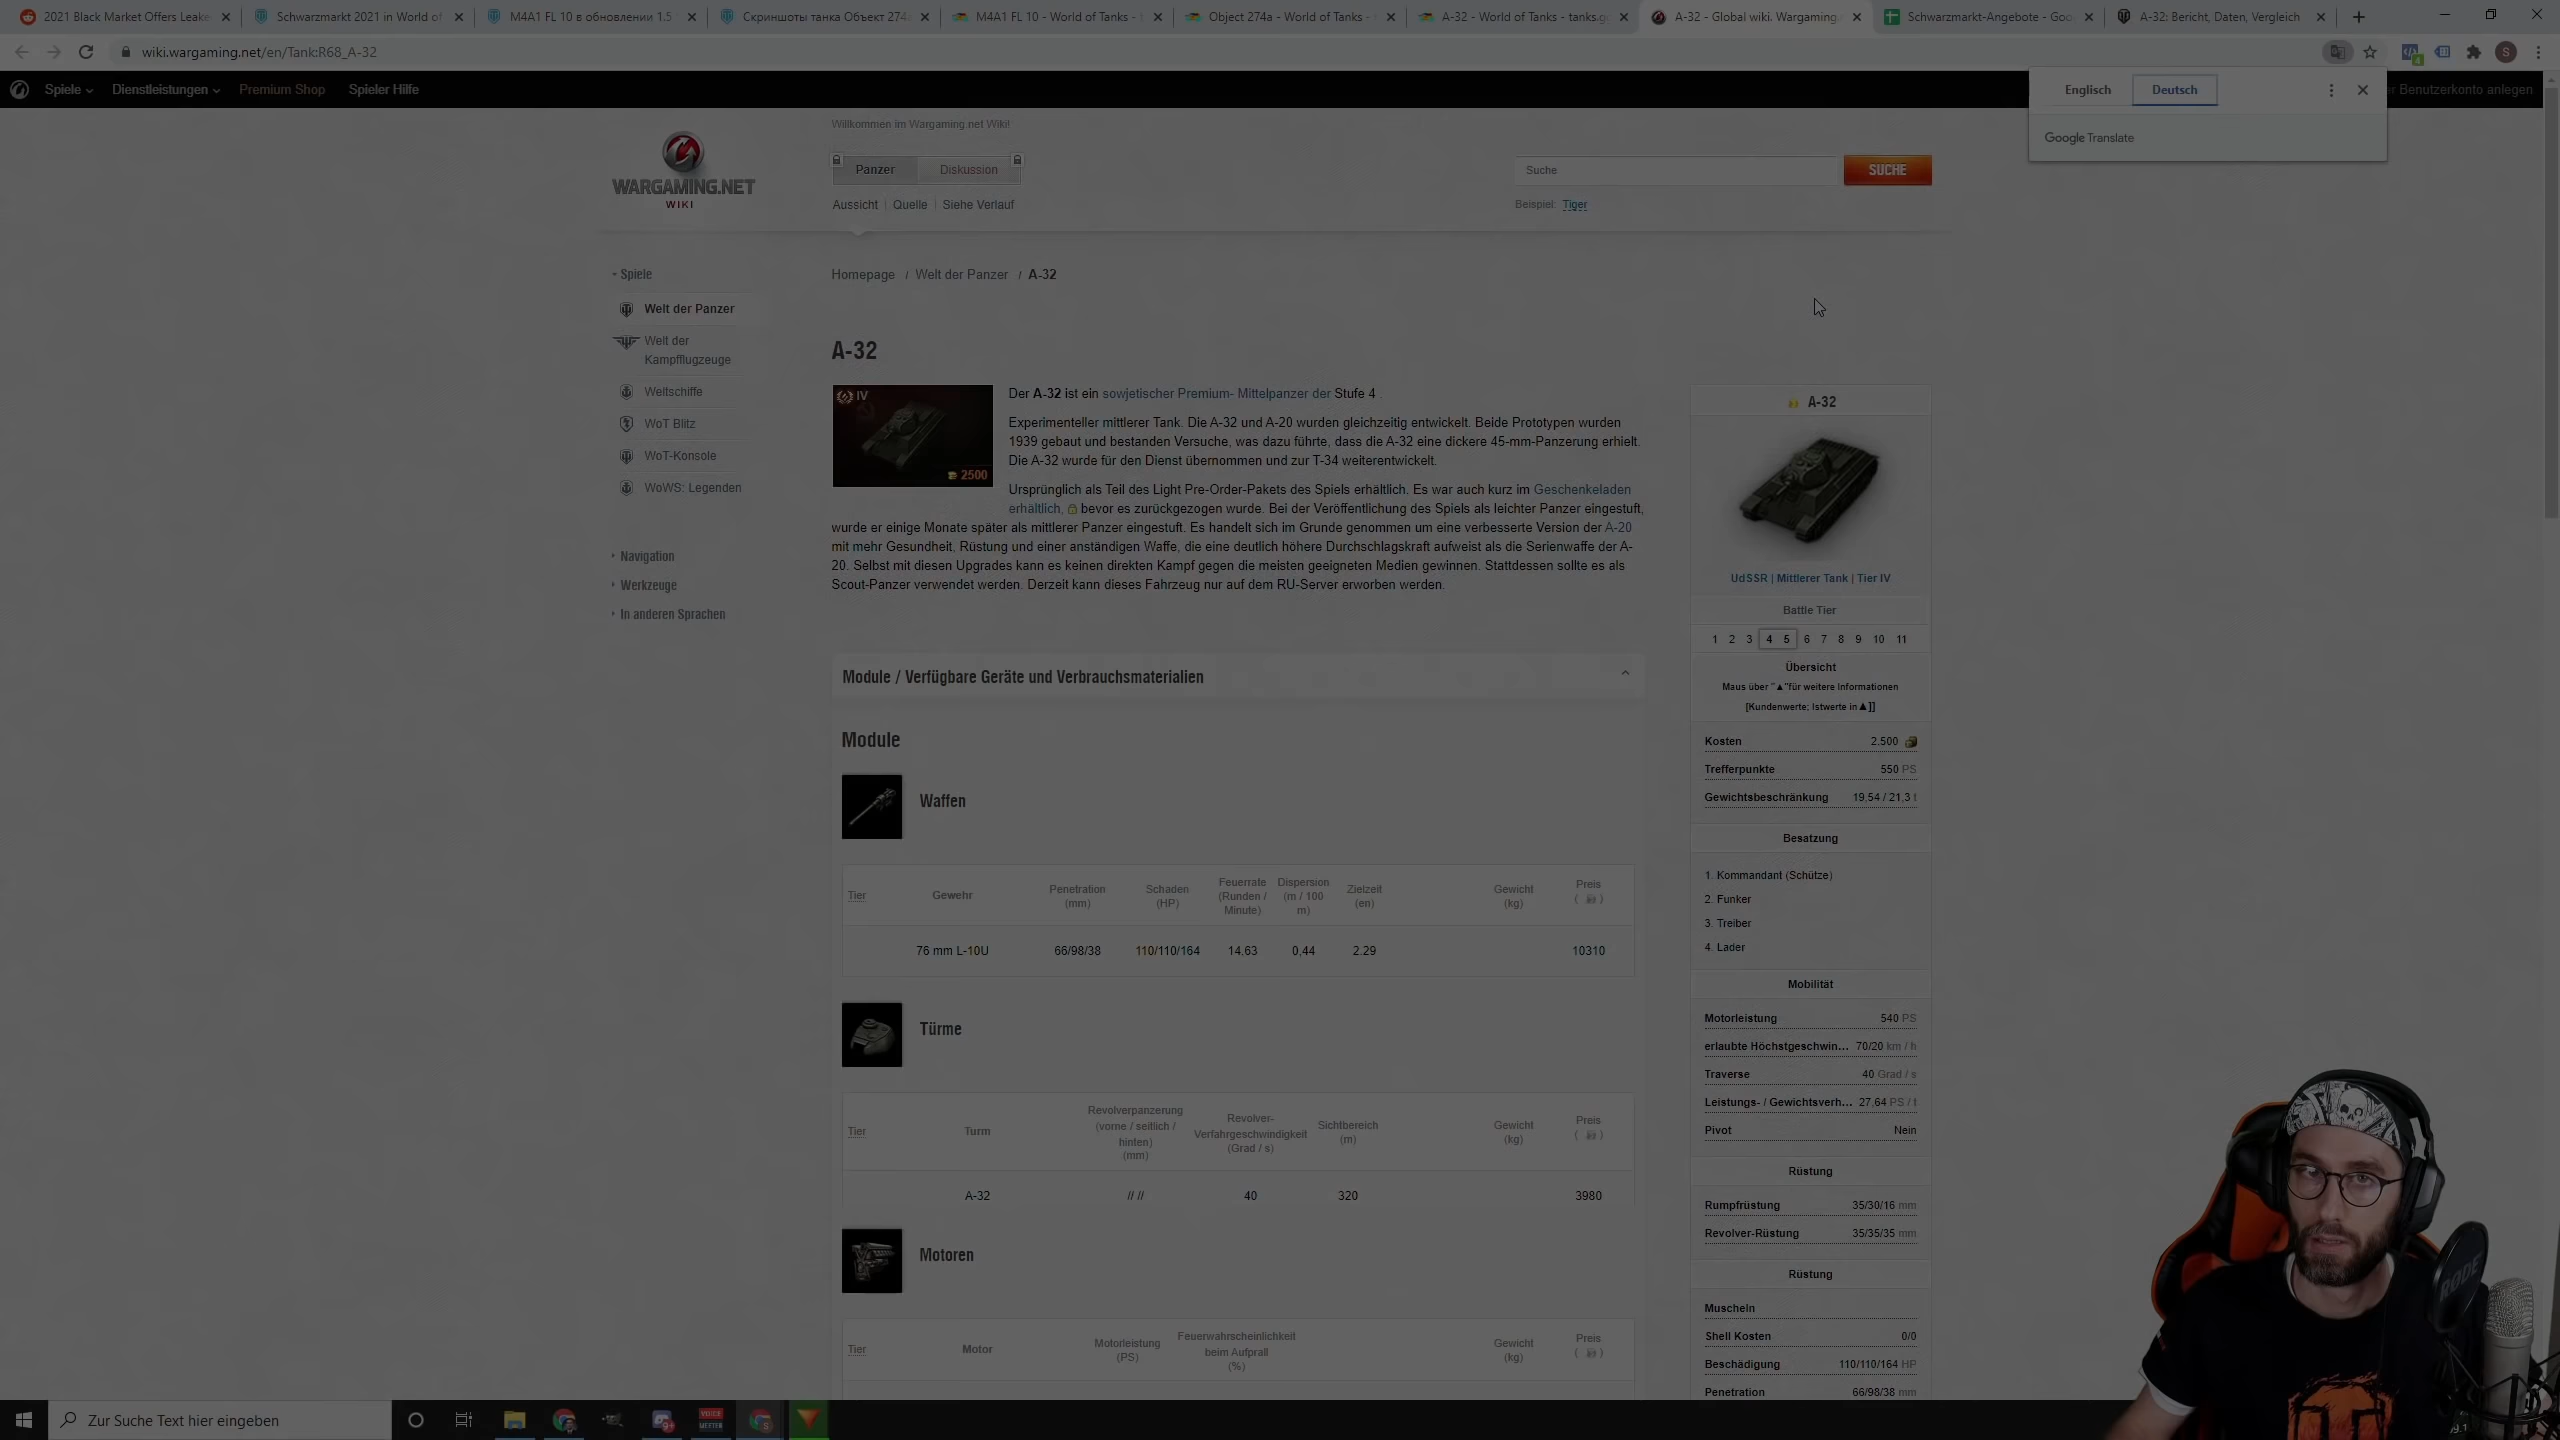 2021 Black Market Offers Leake
Schwarzmarkt 2021 in World of
M4A1 FL 10 в обновлении 1.5
Скриншоты танка Объект 274a
M4A1 FL 10 - World of Tanks -
Object 274a - World of Tanks -
A-32 - World of Tanks - tanks.g
A-32 - Global wiki. Wargaming.
Schwarzmarkt-Angebote - Goo
A-32: Bericht, Daten, Vergleich
wiki.wargaming.net/en/Tank:R68_A-32
Spiele
Dienstleistungen
Premium Shop
Spieler Hilfe
Englisch
Deutsch
Benutzerkonto anlegen
Google Translate
Willkommen im Wargaming.net Wiki!
WARGAMING.NET
WIKI
Panzer
Diskussion
Suche
SUCHE
Aussicht
Quelle
Siehe Verlauf
Beispiel: Tiger
Spiele
Welt der Panzer
Welt der
Kampfflugzeuge
Weltschiffe
WoT Blitz
WoT-Konsole
WoWS: Legenden
Navigation
Werkzeuge
In anderen Sprachen
Homepage / Welt der Panzer / A-32
A-32
IV
2500
Der A-32 ist ein sowjetischer Premium- Mittelpanzer der Stufe 4 .
Experimenteller mittlerer Tank. Die A-32 und A-20 wurden gleichzeitig entwickelt. Beide Prototypen wurden
1939 gebaut und bestanden Versuche, was dazu führte, dass die A-32 eine dickere 45-mm-Panzerung erhielt.
Die A-32 wurde für den Dienst übernommen und zur T-34 weiterentwickelt.
Ursprünglich als Teil des Light Pre-Order-Pakets des Spiels erhältlich. Es war auch kurz im Geschenkeladen
erhältlich, bevor es zurückgezogen wurde. Bei der Veröffentlichung des Spiels als leichter Panzer eingestuft,
wurde er einige Monate später als mittlerer Panzer eingestuft. Es handelt sich im Grunde genommen um eine verbesserte Version der A-20
mit mehr Gesundheit, Rüstung und einer anständigen Waffe, die eine deutlich höhere Durchschlagskraft aufweist als die Serienwaffe der A-
20. Selbst mit diesen Upgrades kann es keinen direkten Kampf gegen die meisten geeigneten Medien gewinnen. Stattdessen sollte es als
Scout-Panzer verwendet werden. Derzeit kann dieses Fahrzeug nur auf dem RU-Server erworben werden.
Module / Verfügbare Geräte und Verbrauchsmaterialien
Module
Waffen
Tier
Gewehr
Penetration
(mm)
Schaden
(HP)
Feuerrate
(Runden /
Minute)
Dispersion
(m / 100
m)
Zielzeit
(en)
Gewicht
(kg)
Preis
76 mm L-10U 66/98/38 110/110/164 14.63 0,44 2.29 10310
Türme
Tier
Turm
Revolverpanzerung
(vorne / seitlich /
hinten)
(mm)
Revolver-
Verfahrgeschwindigkeit
(Grad / s)
Sichtbereich
(m)
Gewicht
(kg)
Preis
A-32 // // 40 320 3980
Motoren
Tier
Motor
Motorleistung
(PS)
Feuerwahrscheinlichkeit
beim Aufprall
(%)
Gewicht
(kg)
Preis
A-32
UdSSR | Mittlerer Tank | Tier IV
Battle Tier
1 2 3 4 5 6 7 8 9 10 11
Übersicht
Maus über "▲"für weitere Informationen
[Kundenwerte; Istwerte in▲]]
Kosten 2.500
Trefferpunkte 550 PS
Gewichtsbeschränkung 19,54 / 21,3 t
Besatzung
1. Kommandant (Schütze)
2. Funker
3. Treiber
4. Lader
Mobilität
Motorleistung 540 PS
erlaubte Höchstgeschwin... 70/20 km / h
Traverse 40 Grad / s
Leistungs- / Gewichtsverh... 27,64 PS / t
Pivot Nein
Rüstung
Rumpfrüstung 35/30/16 mm
Revolver-Rüstung 35/35/35 mm
Rüstung
Muscheln
Shell Kosten 0/0
Beschädigung 110/110/164 HP
Penetration 66/98/38 mm
RØDE
Zur Suche Text hier eingeben